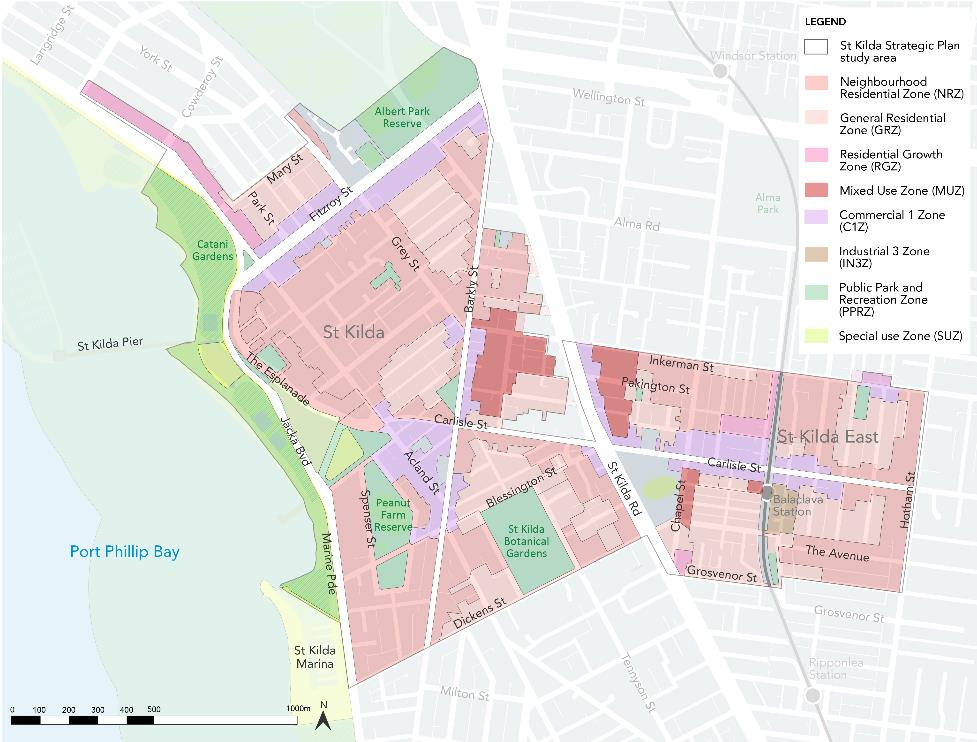 LEGEND
St Kilda Strategic Plan
study area
Neighbourhood
Residential Zone (NRZ)
General Residential
Zone (GRZ)
Residential Growth
Zone (RGZ)
Mixed Use Zone (MUZ)
Commercial 1 Zone
(C1Z)
Industrial 3 Zone
(IN3Z)
Public Park and
Recreation Zone
(PPRZ)
Special use Zone (SUZ)
Langridge St
York St
Cowderoy St
Windsor Station
Wellington St
Albert Park
Reserve
Mary St
Park St
Fitzroy St
Alma
Park
Alma Rd
Catani
Gardens
Grey St
Barkly St
St Kilda
St Kilda Pier
The Esplanade
Inkerman St
Pakington St
Jacka Blvd
Carlisle St
St Kilda East
Acland St
Carlisle St
St Kilda Rd
Blessington St
Chapel St
Balaclava
Station
Hotham St
Spenser St
Peanut
Farm
Reserve
St Kilda
Botanical
Gardens
Port Phillip Bay
Marine Pde
The Avenue
Grosvenor St
Grosvenor St
Dickens St
St Kilda
Marina
Tennyson St
Ripponlea
Station
Milton St
0 100 200 300 400 500 1000m
N